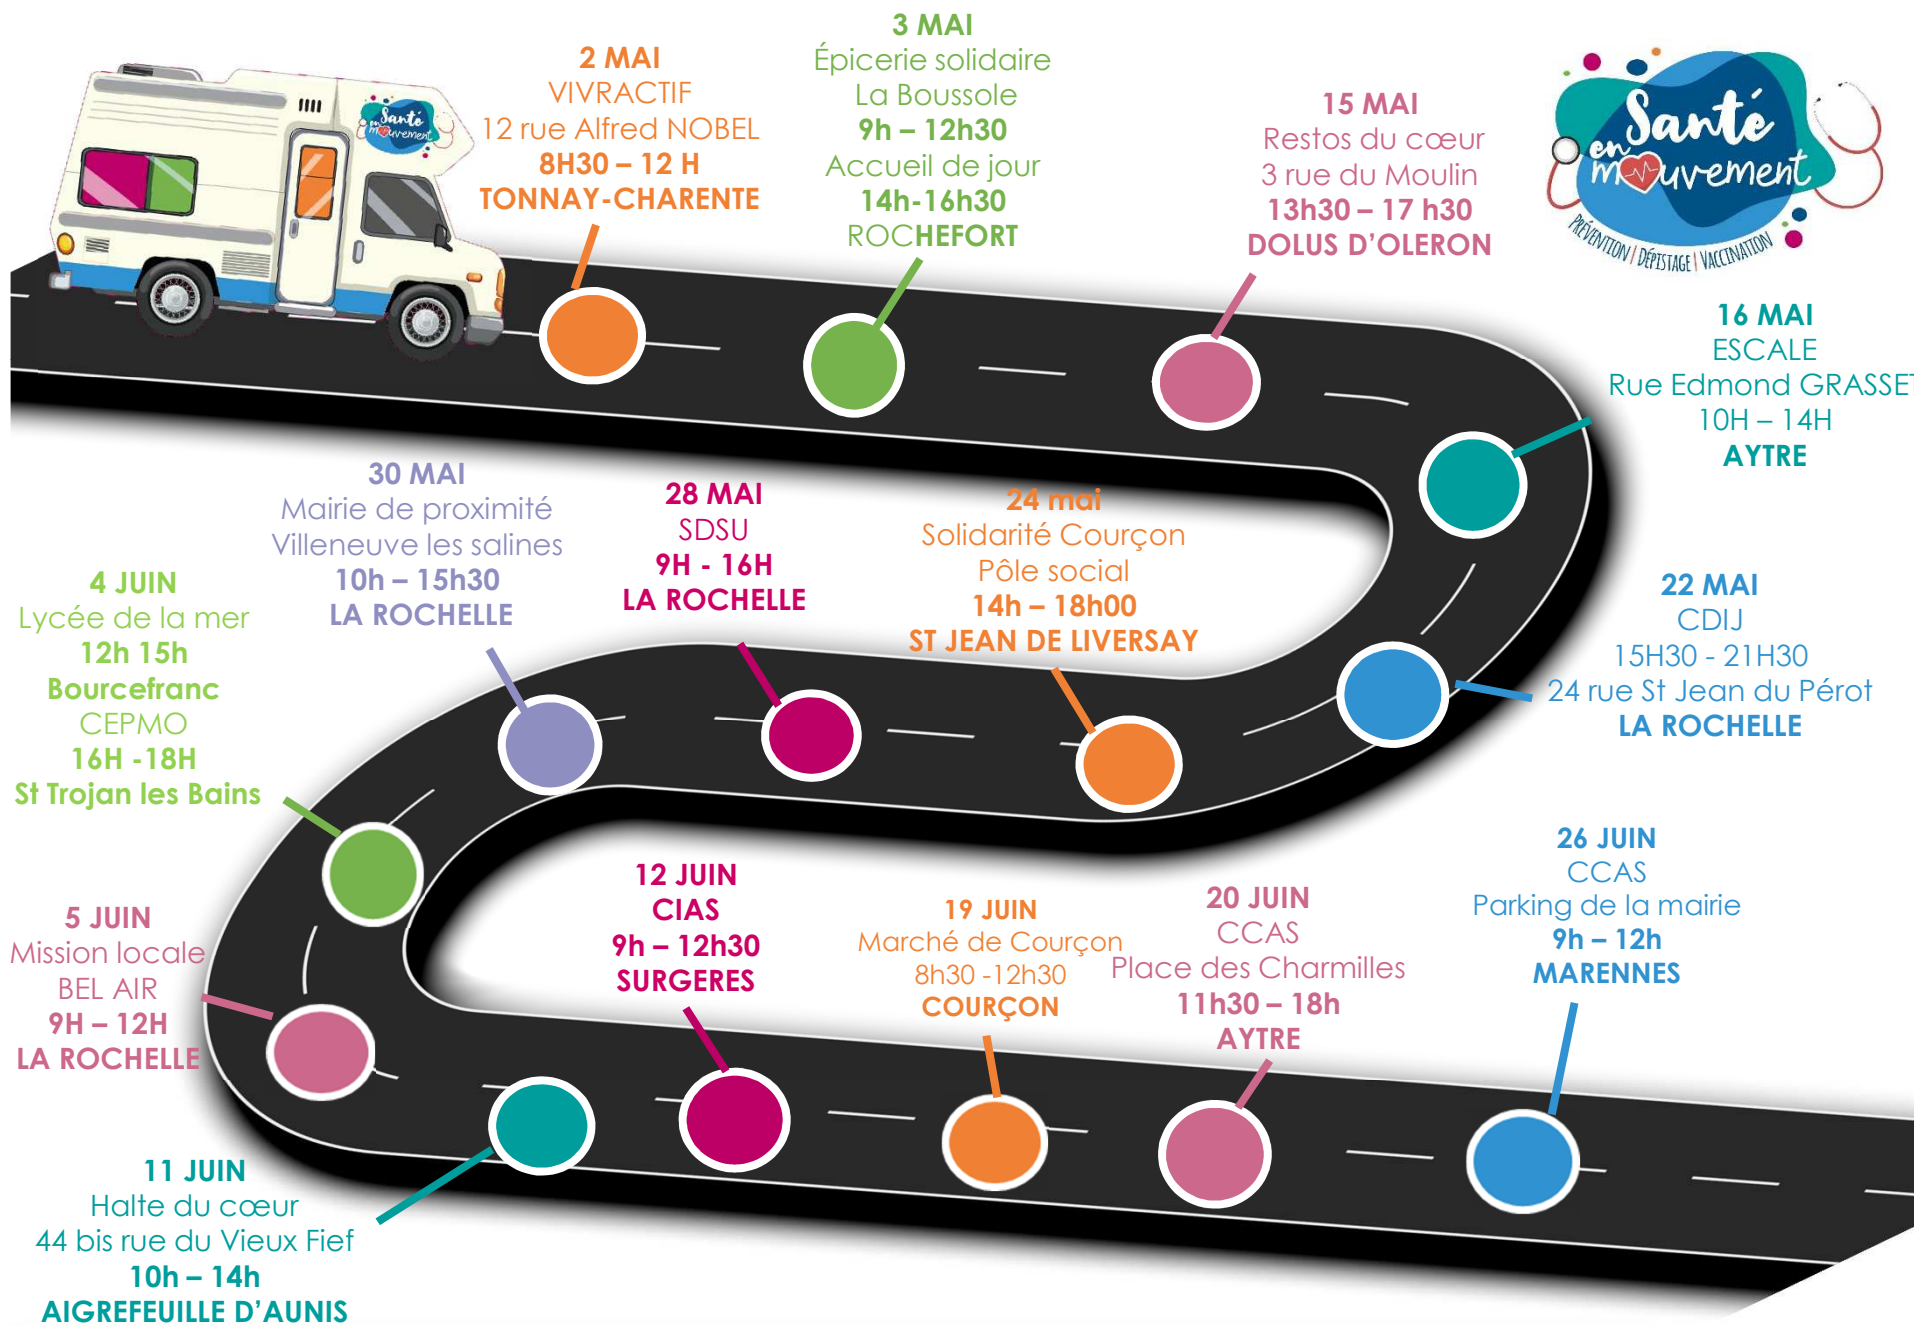 Santé
en
mouvement
2 MAI
VIVRACTIF
12 rue Alfred NOBEL
8H30 – 12 H
TONNAY-CHARENTE
3 MAI
Épicerie solidaire
La Boussole
9h – 12h30
Accueil de jour
14h-16h30
ROCHEFORT
15 MAI
Restos du cœur
3 rue du Moulin
13h30 – 17 h30
DOLUS D’OLERON
Santé
en
mouvement
PRÉVENTION | DÉPISTAGE | VACCINATION
16 MAI
ESCALE
Rue Edmond GRASSET
10H – 14H
AYTRE
22 MAI
CDIJ
15H30 - 21H30
24 rue St Jean du Pérot
LA ROCHELLE
24 mai
Solidarité Courçon
Pôle social
14h – 18h00
ST JEAN DE LIVERSAY
28 MAI
SDSU
9H - 16H
LA ROCHELLE
30 MAI
Mairie de proximité
Villeneuve les salines
10h – 15h30
LA ROCHELLE
4 JUIN
Lycée de la mer
12h 15h
Bourcefranc
CEPMO
16H -18H
St Trojan les Bains
5 JUIN
Mission locale
BEL AIR
9H – 12H
LA ROCHELLE
11 JUIN
Halte du cœur
44 bis rue du Vieux Fief
10h – 14h
AIGREFEUILLE D’AUNIS
12 JUIN
CIAS
9h – 12h30
SURGERES
19 JUIN
Marché de Courçon
8h30 -12h30
COURÇON
20 JUIN
CCAS
Place des Charmilles
11h30 – 18h
AYTRE
26 JUIN
CCAS
Parking de la mairie
9h – 12h
MARENNES